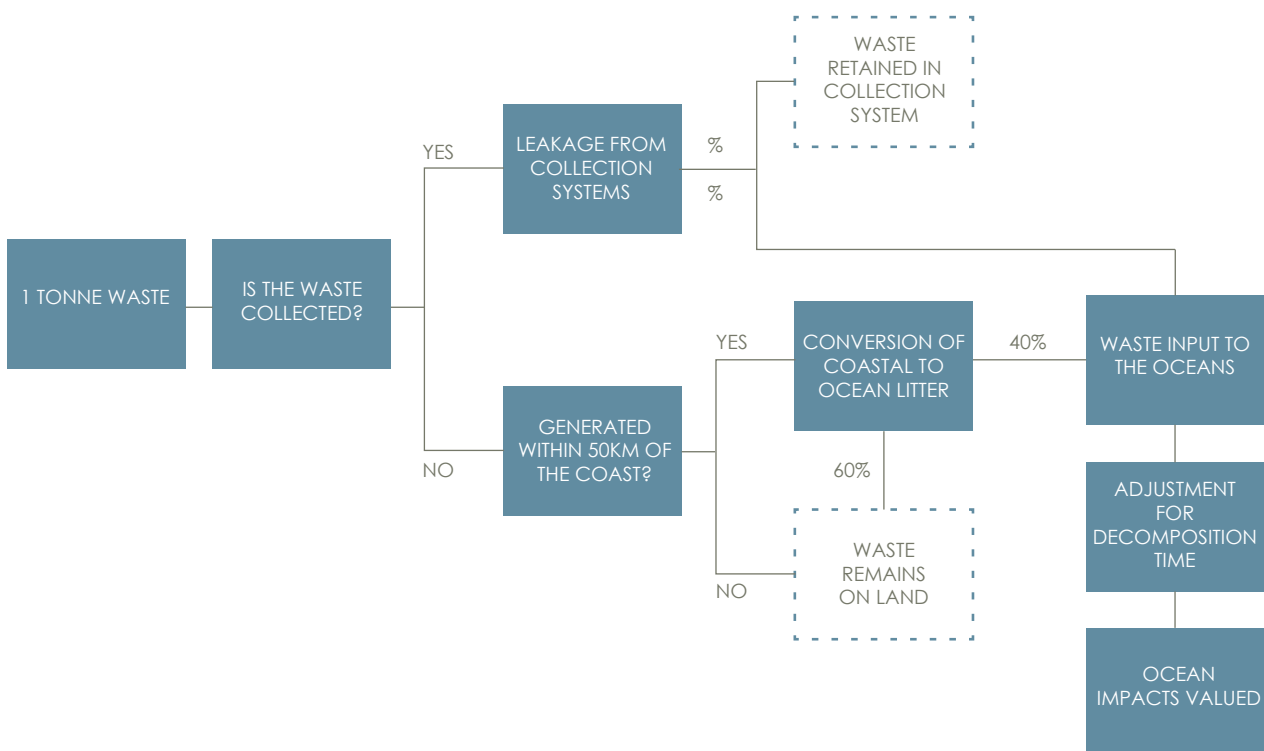 WASTE
RETAINED IN
COLLECTION
SYSTEM
YES
LEAKAGE FROM
COLLECTION
SYSTEMS
%
%
1 TONNE WASTE
IS THE WASTE
COLLECTED?
YES
CONVERSION OF
COASTAL TO
OCEAN LITTER
40%
WASTE INPUT TO
THE OCEANS
NO
GENERATED
WITHIN 50KM OF
THE COAST?
60%
ADJUSTMENT
FOR
DECOMPOSITION
TIME
NO
WASTE
REMAINS
ON LAND
OCEAN
IMPACTS VALUED